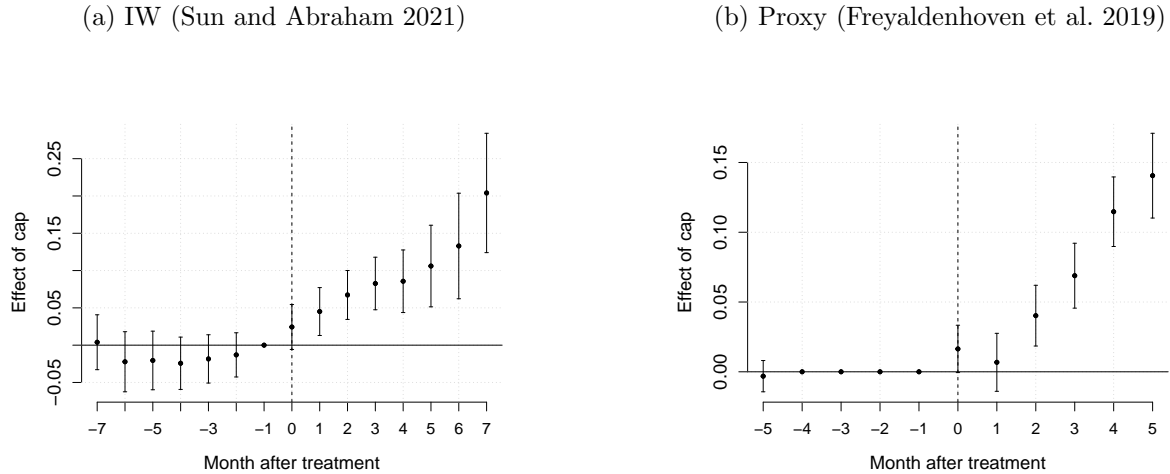 (a) IW (Sun and Abraham 2021)
Effect of cap
0.25
0.15
0.05
−0.05
−7 −5 −3 −1 0 1 2 3 4 5 6 7
Month after treatment
(b) Proxy (Freyaldenhoven et al. 2019)
Effect of cap
0.15
0.10
0.05
0.00
−5 −4 −3 −2 −1 0 1 2 3 4 5
Month after treatment